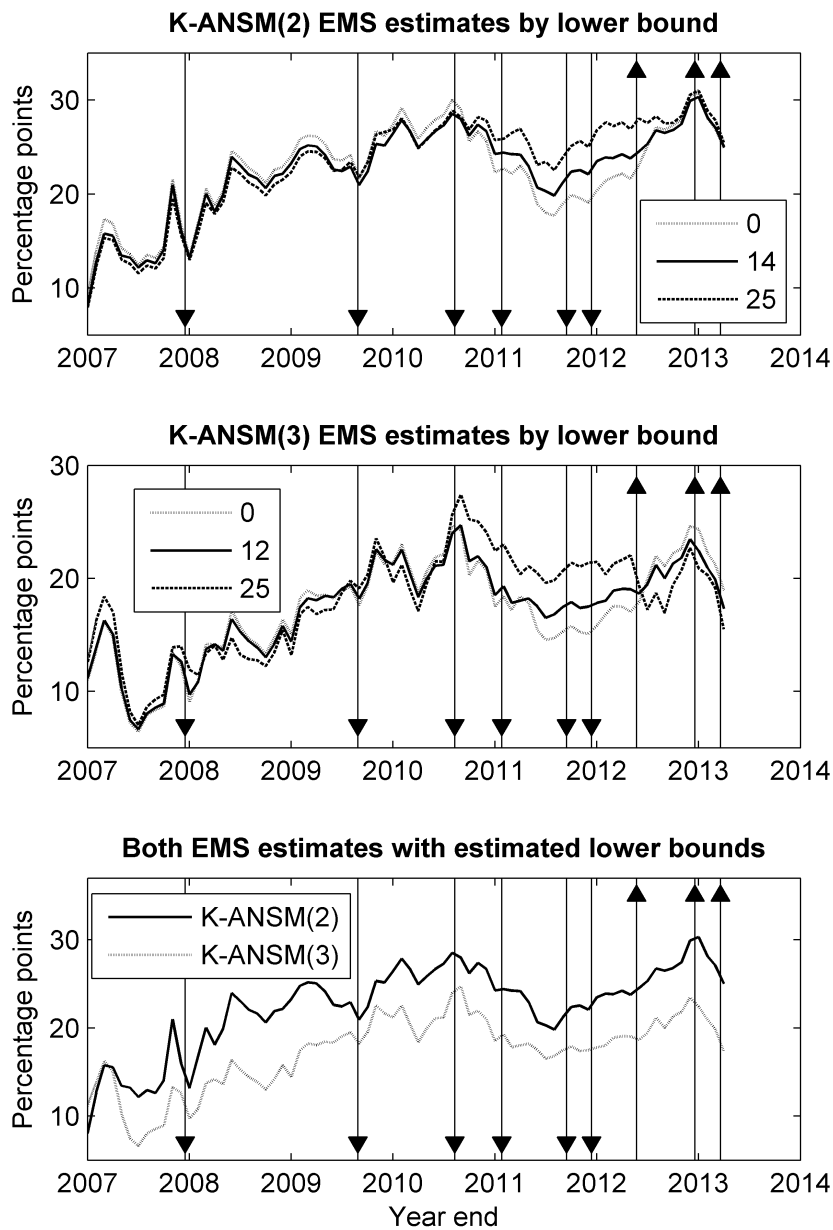 K-ANSM(2) EMS estimates by lower bound
Percentage points
30
20
10
0
14
25
2007 2008 2009 2010 2011 2012 2013 2014
K-ANSM(3) EMS estimates by lower bound
Percentage points
30
20
10
0
12
25
2007 2008 2009 2010 2011 2012 2013 2014
Both EMS estimates with estimated lower bounds
Percentage points
30
20
10
K-ANSM(2)
K-ANSM(3)
2007 2008 2009 2010 2011 2012 2013 2014
Year end